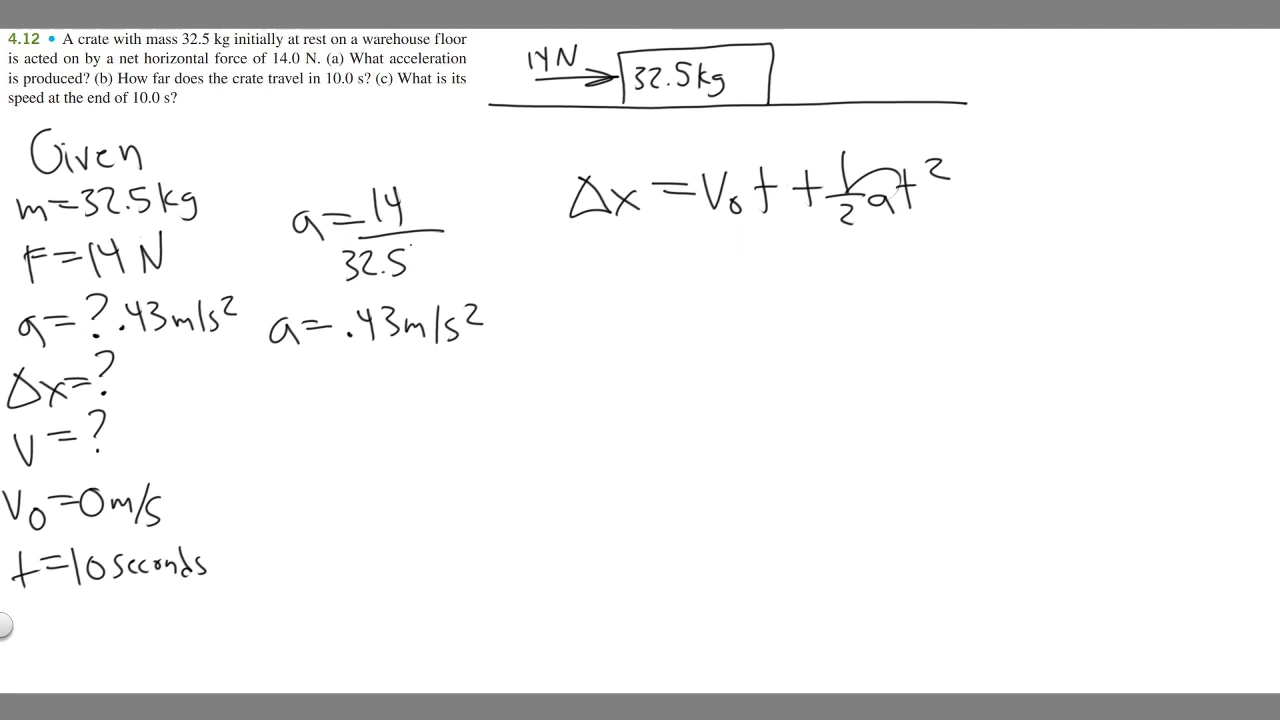 4.12 • A crate with mass 32.5 kg initially at rest on a warehouse floor
is acted on by a net horizontal force of 14.0 N. (a) What acceleration
is produced? (b) How far does the crate travel in 10.0 s? (c) What is its
speed at the end of 10.0 s?
14N
32.5kg
Given
m=32.5kg
F=14 N
a=? .43m/s²
Δx=?
v=?
V₀=0m/s
t=10seconds
a=14/32.5
a=.43m/s²
Δx=V₀t+1/2at²